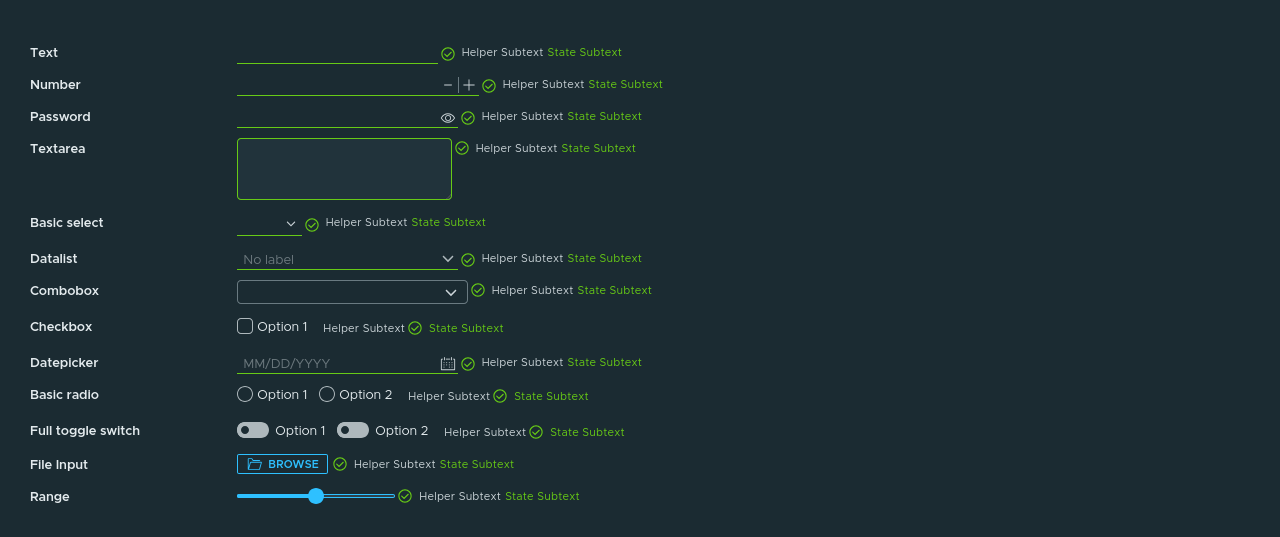 Text Helper Subtext State Subtext
Number Helper Subtext State Subtext
Password Helper Subtext State Subtext
Textarea Helper Subtext State Subtext
Basic select Helper Subtext State Subtext
Datalist No label Helper Subtext State Subtext
Combobox Helper Subtext State Subtext
Checkbox Option 1 Helper Subtext State Subtext
Datepicker MM/DD/YYYY Helper Subtext State Subtext
Basic radio Option 1 Option 2 Helper Subtext State Subtext
Full toggle switch Option 1 Option 2 Helper Subtext State Subtext
File Input BROWSE Helper Subtext State Subtext
Range Helper Subtext State Subtext